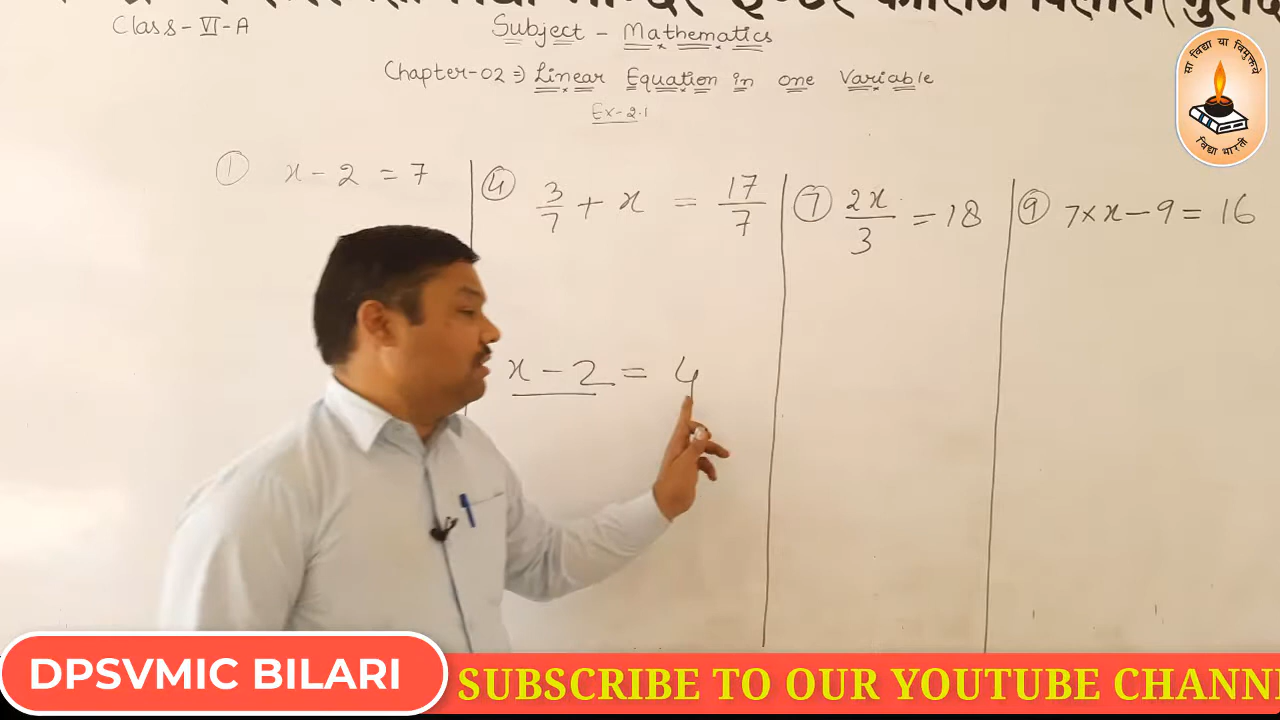 Class - VI - A
Subject - Mathematics
Chapter-02 ⇒ Linear Equation in one Variable
Ex-2.1
① x - 2 = 7
④ 3/7 + x = 17/7
⑦ 2x/3 = 18
⑨ 7 × x - 9 = 16
x - 2 = 4
सा विद्या या विमुक्तये
विद्या भारती
DPSVMIC BILARI
SUBSCRIBE TO OUR YOUTUBE CHANN